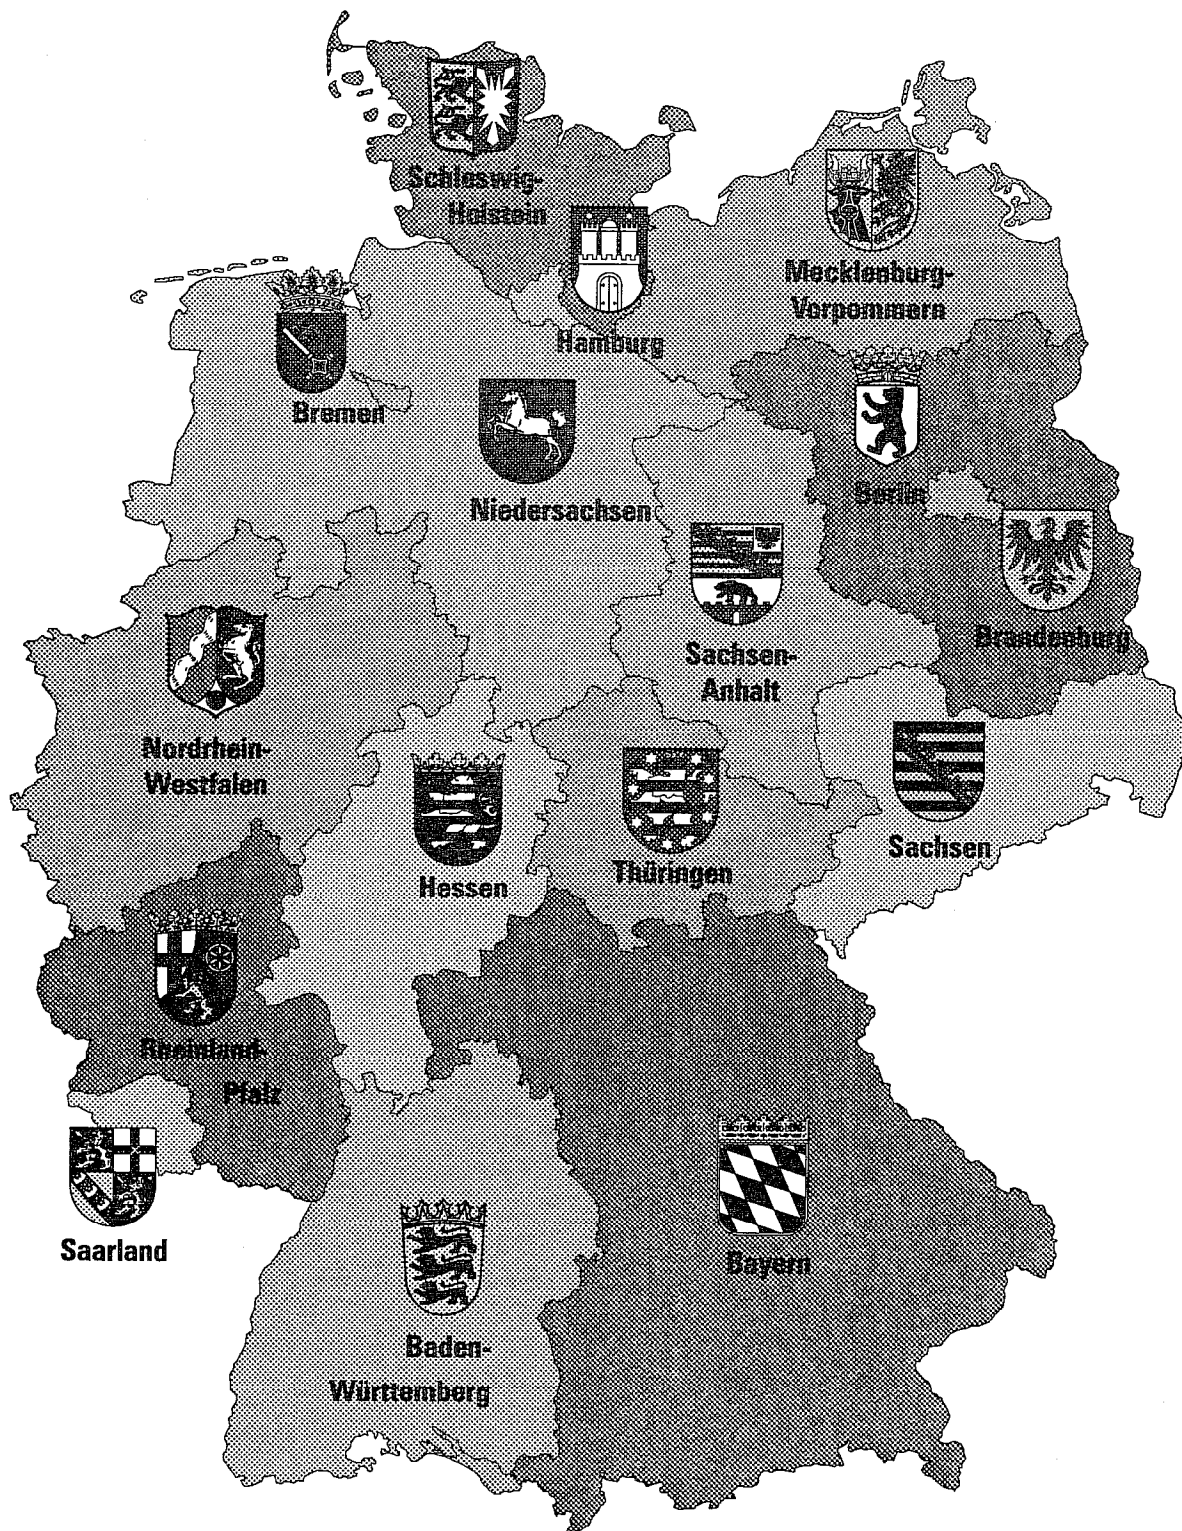 Schleswig-
Holstein
Mecklenburg-
Vorpommern
Hamburg
Bremen
Berlin
Niedersachsen
Brandenburg
Sachsen-
Anhalt
Nordrhein-
Westfalen
Sachsen
Hessen
Thüringen
Rheinland-
Pfalz
Saarland
Bayern
Baden-
Württemberg